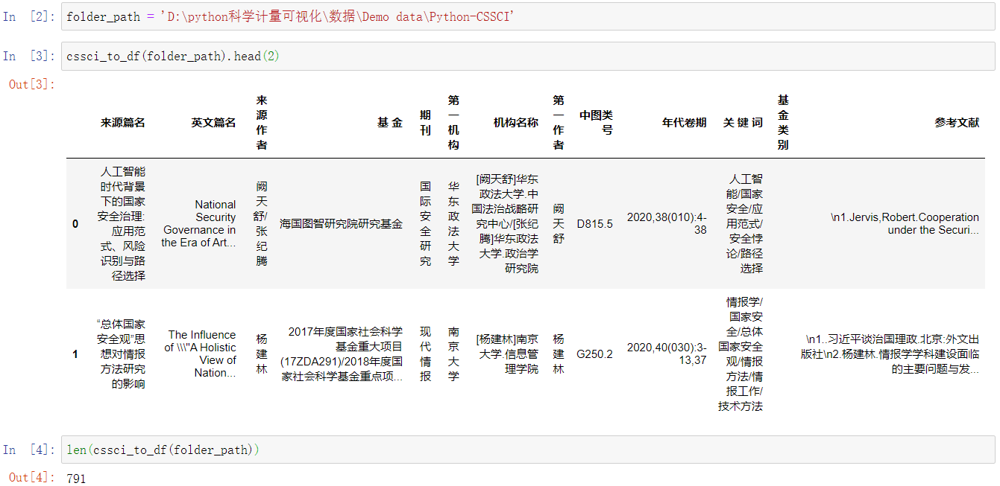 In [2]: folder_path = 'D:\python科学计量可视化\数据\Demo data\Python-CSSCI'
In [3]: cssci_to_df(folder_path).head(2)
Out[3]:
来源篇名
英文篇名
来
源
作
者
基 金
期
刊
第
一
机
构
机构名称
第
一
作
者
中图类
号
年代卷期
关 键 词
基
金
类
别
参考文献
0
人工智能
时代背景
下的国家
安全治理:
应用范
式、风险
识别与路
径选择
National
Security
Governance in
the Era of Art...
阙
天
舒/
张
纪
腾
海国图智研究院研究基金
国
际
安
全
研
究
华
东
政
法
大
学
[阙天舒]华东
政法大学.中
国法治战略研
究中心/[张纪
腾]华东政法
大学.政治学
研究院
阙
天
舒
D815.5
2020,38(010):4-
38
人工智
能/国家
安全/应
用范式/
安全悖
论/路径
选择
\n1.Jervis,Robert.Cooperation
under the Securi...
1
“总体国家
安全观”思
想对情报
方法研究
的影响
The Influence
of \\\"A Holistic
View of
Nation...
杨
建
林
2017年度国家社会科学
基金重大项目
(17ZDA291)/2018年度国
家社会科学基金重点项...
现
代
情
报
南
京
大
学
[杨建林]南京
大学.信息管
理学院
杨
建
林
G250.2
2020,40(030):3-
13,37
情报学/
国家安
全/总体
国家安全
观/情报
方法/情
报工作/
技术方法
\n1..习近平谈治国理政.北京:外文出
版社\n2.杨建林.情报学学科建设面临
的主要问题与发...
In [4]: len(cssci_to_df(folder_path))
Out[4]: 791